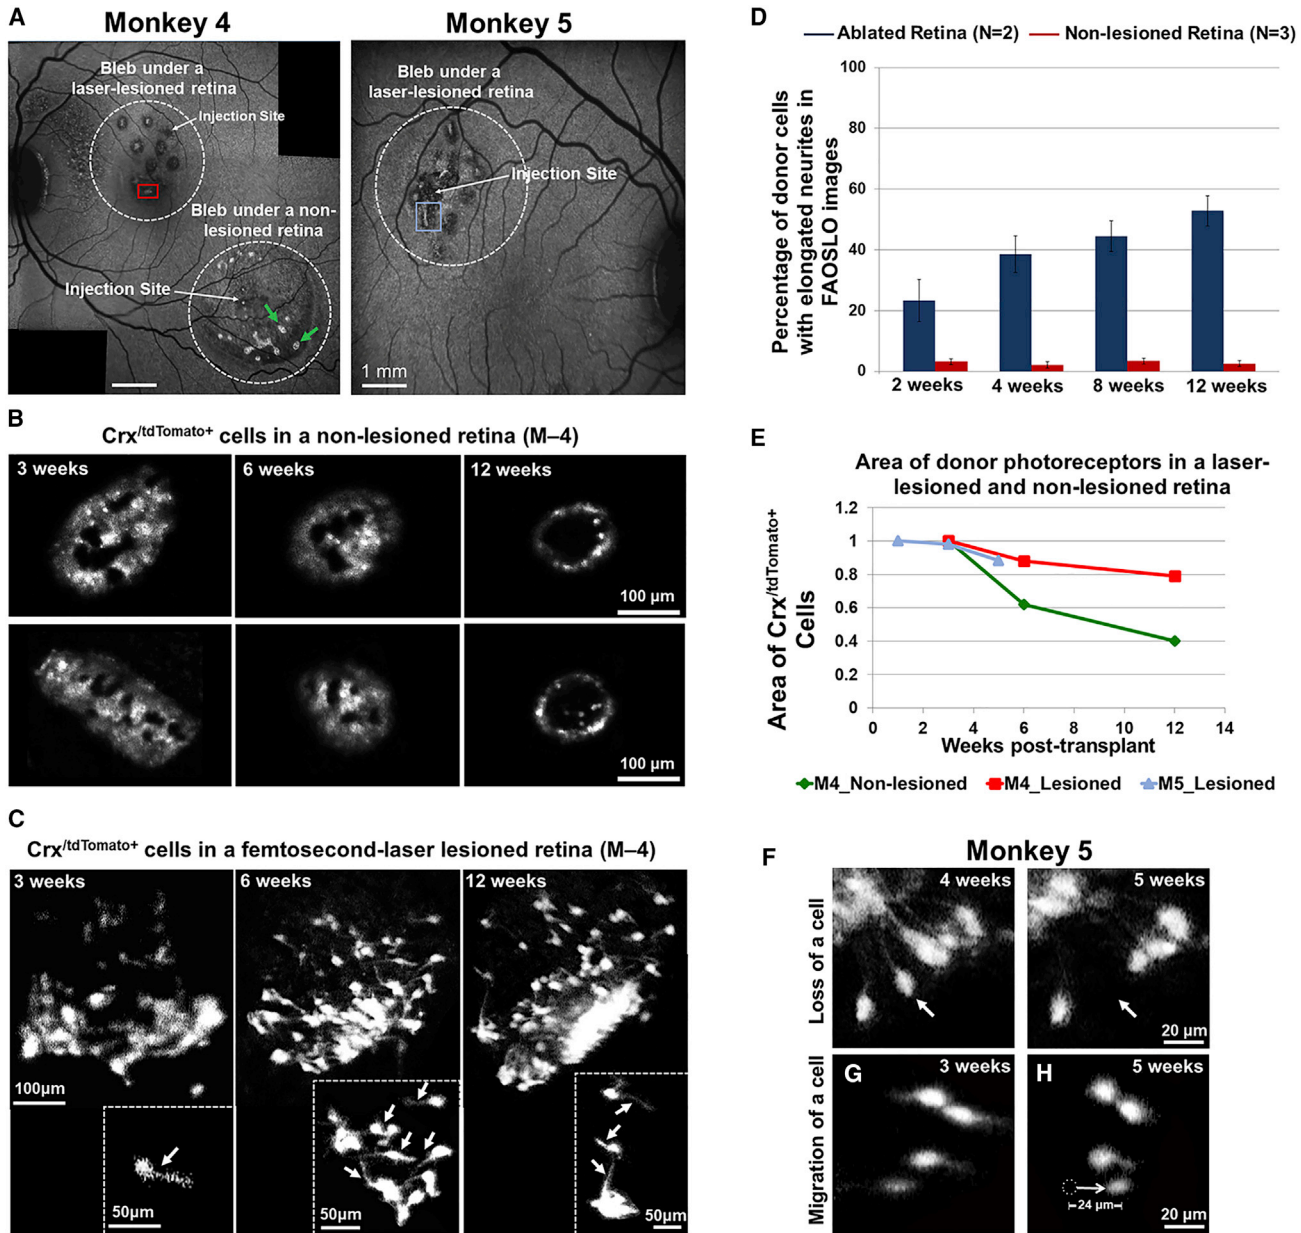 A
Monkey 4
Monkey 5
Bleb under a
laser-lesioned retina
Injection Site
Bleb under a non-
lesioned retina
Injection Site
Bleb under a
laser-lesioned retina
Injection Site
1 mm
B
Crx/tdTomato+ cells in a non-lesioned retina (M–4)
3 weeks
6 weeks
12 weeks
100 µm
100 µm
C
Crx/tdTomato+ cells in a femtosecond-laser lesioned retina (M–4)
3 weeks
6 weeks
12 weeks
100µm
50µm
50µm
50µm
D
Ablated Retina (N=2)
Non-lesioned Retina (N=3)
Percentage of donor cells
with elongated neurites in
FAOSLO images
100
80
60
40
20
0
2 weeks
4 weeks
8 weeks
12 weeks
E
Area of donor photoreceptors in a laser-
lesioned and non-lesioned retina
Area of Crx/tdTomato+
Cells
1.2
1
0.8
0.6
0.4
0.2
0
0 2 4 6 8 10 12 14
Weeks post-transplant
M4_Non-lesioned
M4_Lesioned
M5_Lesioned
Monkey 5
F
Loss of a cell
4 weeks
5 weeks
20 µm
Migration of a cell
G
3 weeks
H
5 weeks
24 µm
20 µm